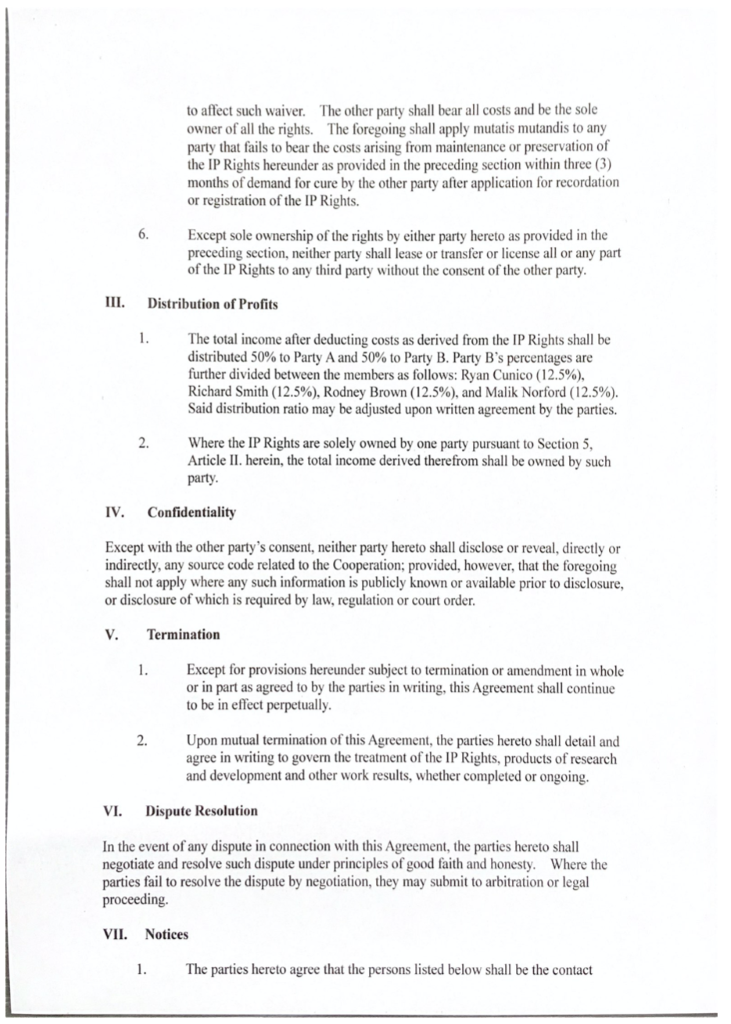 to affect such waiver. The other party shall bear all costs and be the sole
owner of all the rights. The foregoing shall apply mutatis mutandis to any
party that fails to bear the costs arising from maintenance or preservation of
the IP Rights hereunder as provided in the preceding section within three (3)
months of demand for cure by the other party after application for recordation
or registration of the IP Rights.
6. Except sole ownership of the rights by either party hereto as provided in the
preceding section, neither party shall lease or transfer or license all or any part
of the IP Rights to any third party without the consent of the other party.
III. Distribution of Profits
1. The total income after deducting costs as derived from the IP Rights shall be
distributed 50% to Party A and 50% to Party B. Party B's percentages are
further divided between the members as follows: Ryan Cunico (12.5%),
Richard Smith (12.5%), Rodney Brown (12.5%), and Malik Norford (12.5%).
Said distribution ratio may be adjusted upon written agreement by the parties.
2. Where the IP Rights are solely owned by one party pursuant to Section 5,
Article II. herein, the total income derived therefrom shall be owned by such
party.
IV. Confidentiality
Except with the other party's consent, neither party hereto shall disclose or reveal, directly or
indirectly, any source code related to the Cooperation; provided, however, that the foregoing
shall not apply where any such information is publicly known or available prior to disclosure,
or disclosure of which is required by law, regulation or court order.
V. Termination
1. Except for provisions hereunder subject to termination or amendment in whole
or in part as agreed to by the parties in writing, this Agreement shall continue
to be in effect perpetually.
2. Upon mutual termination of this Agreement, the parties hereto shall detail and
agree in writing to govern the treatment of the IP Rights, products of research
and development and other work results, whether completed or ongoing.
VI. Dispute Resolution
In the event of any dispute in connection with this Agreement, the parties hereto shall
negotiate and resolve such dispute under principles of good faith and honesty. Where the
parties fail to resolve the dispute by negotiation, they may submit to arbitration or legal
proceeding.
VII. Notices
1. The parties hereto agree that the persons listed below shall be the contact